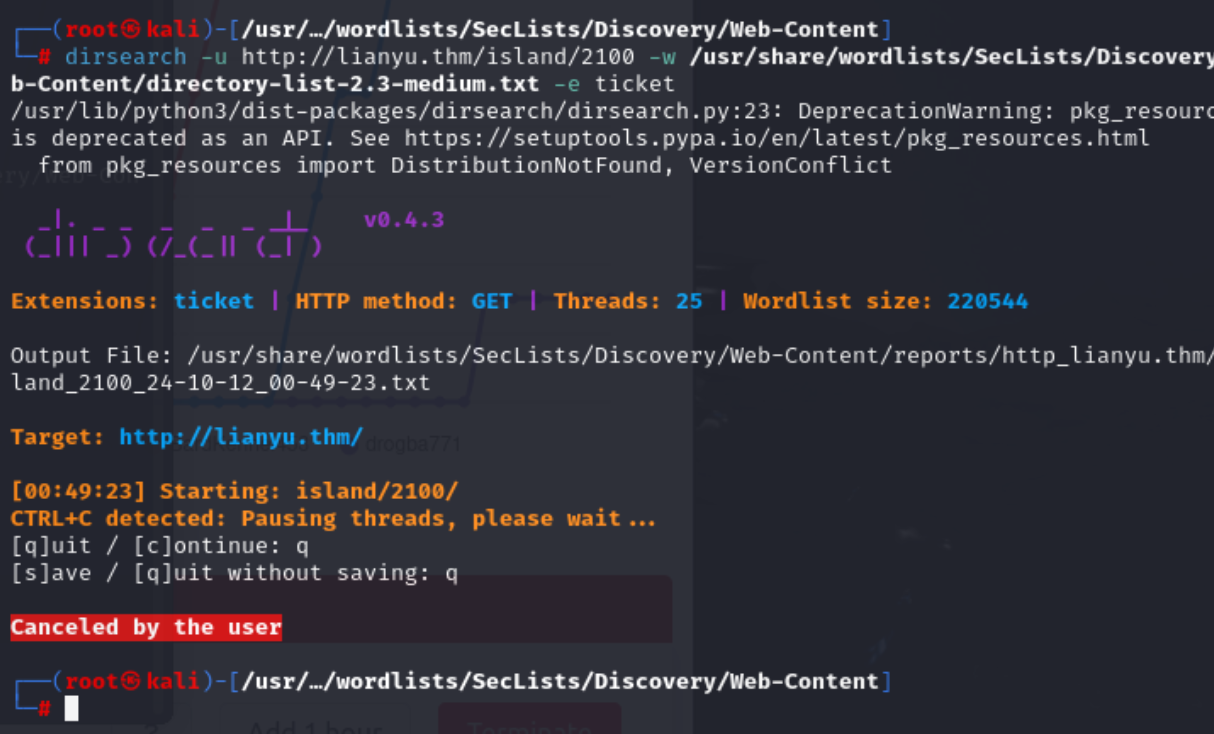 ┌──(root㉿kali)-[/usr/…/wordlists/SecLists/Discovery/Web-Content]
└─# dirsearch -u http://lianyu.thm/island/2100 -w /usr/share/wordlists/SecLists/Discovery
b-Content/directory-list-2.3-medium.txt -e ticket
/usr/lib/python3/dist-packages/dirsearch/dirsearch.py:23: DeprecationWarning: pkg_resourc
is deprecated as an API. See https://setuptools.pypa.io/en/latest/pkg_resources.html
  from pkg_resources import DistributionNotFound, VersionConflict
v0.4.3
Extensions: ticket | HTTP method: GET | Threads: 25 | Wordlist size: 220544
Output File: /usr/share/wordlists/SecLists/Discovery/Web-Content/reports/http_lianyu.thm/
land_2100_24-10-12_00-49-23.txt
Target: http://lianyu.thm/
drogba771
[00:49:23] Starting: island/2100/
CTRL+C detected: Pausing threads, please wait...
[q]uit / [c]ontinue: q
[s]ave / [q]uit without saving: q
Canceled by the user
┌──(root㉿kali)-[/usr/…/wordlists/SecLists/Discovery/Web-Content]
└─#
Add 1 hour
Terminate